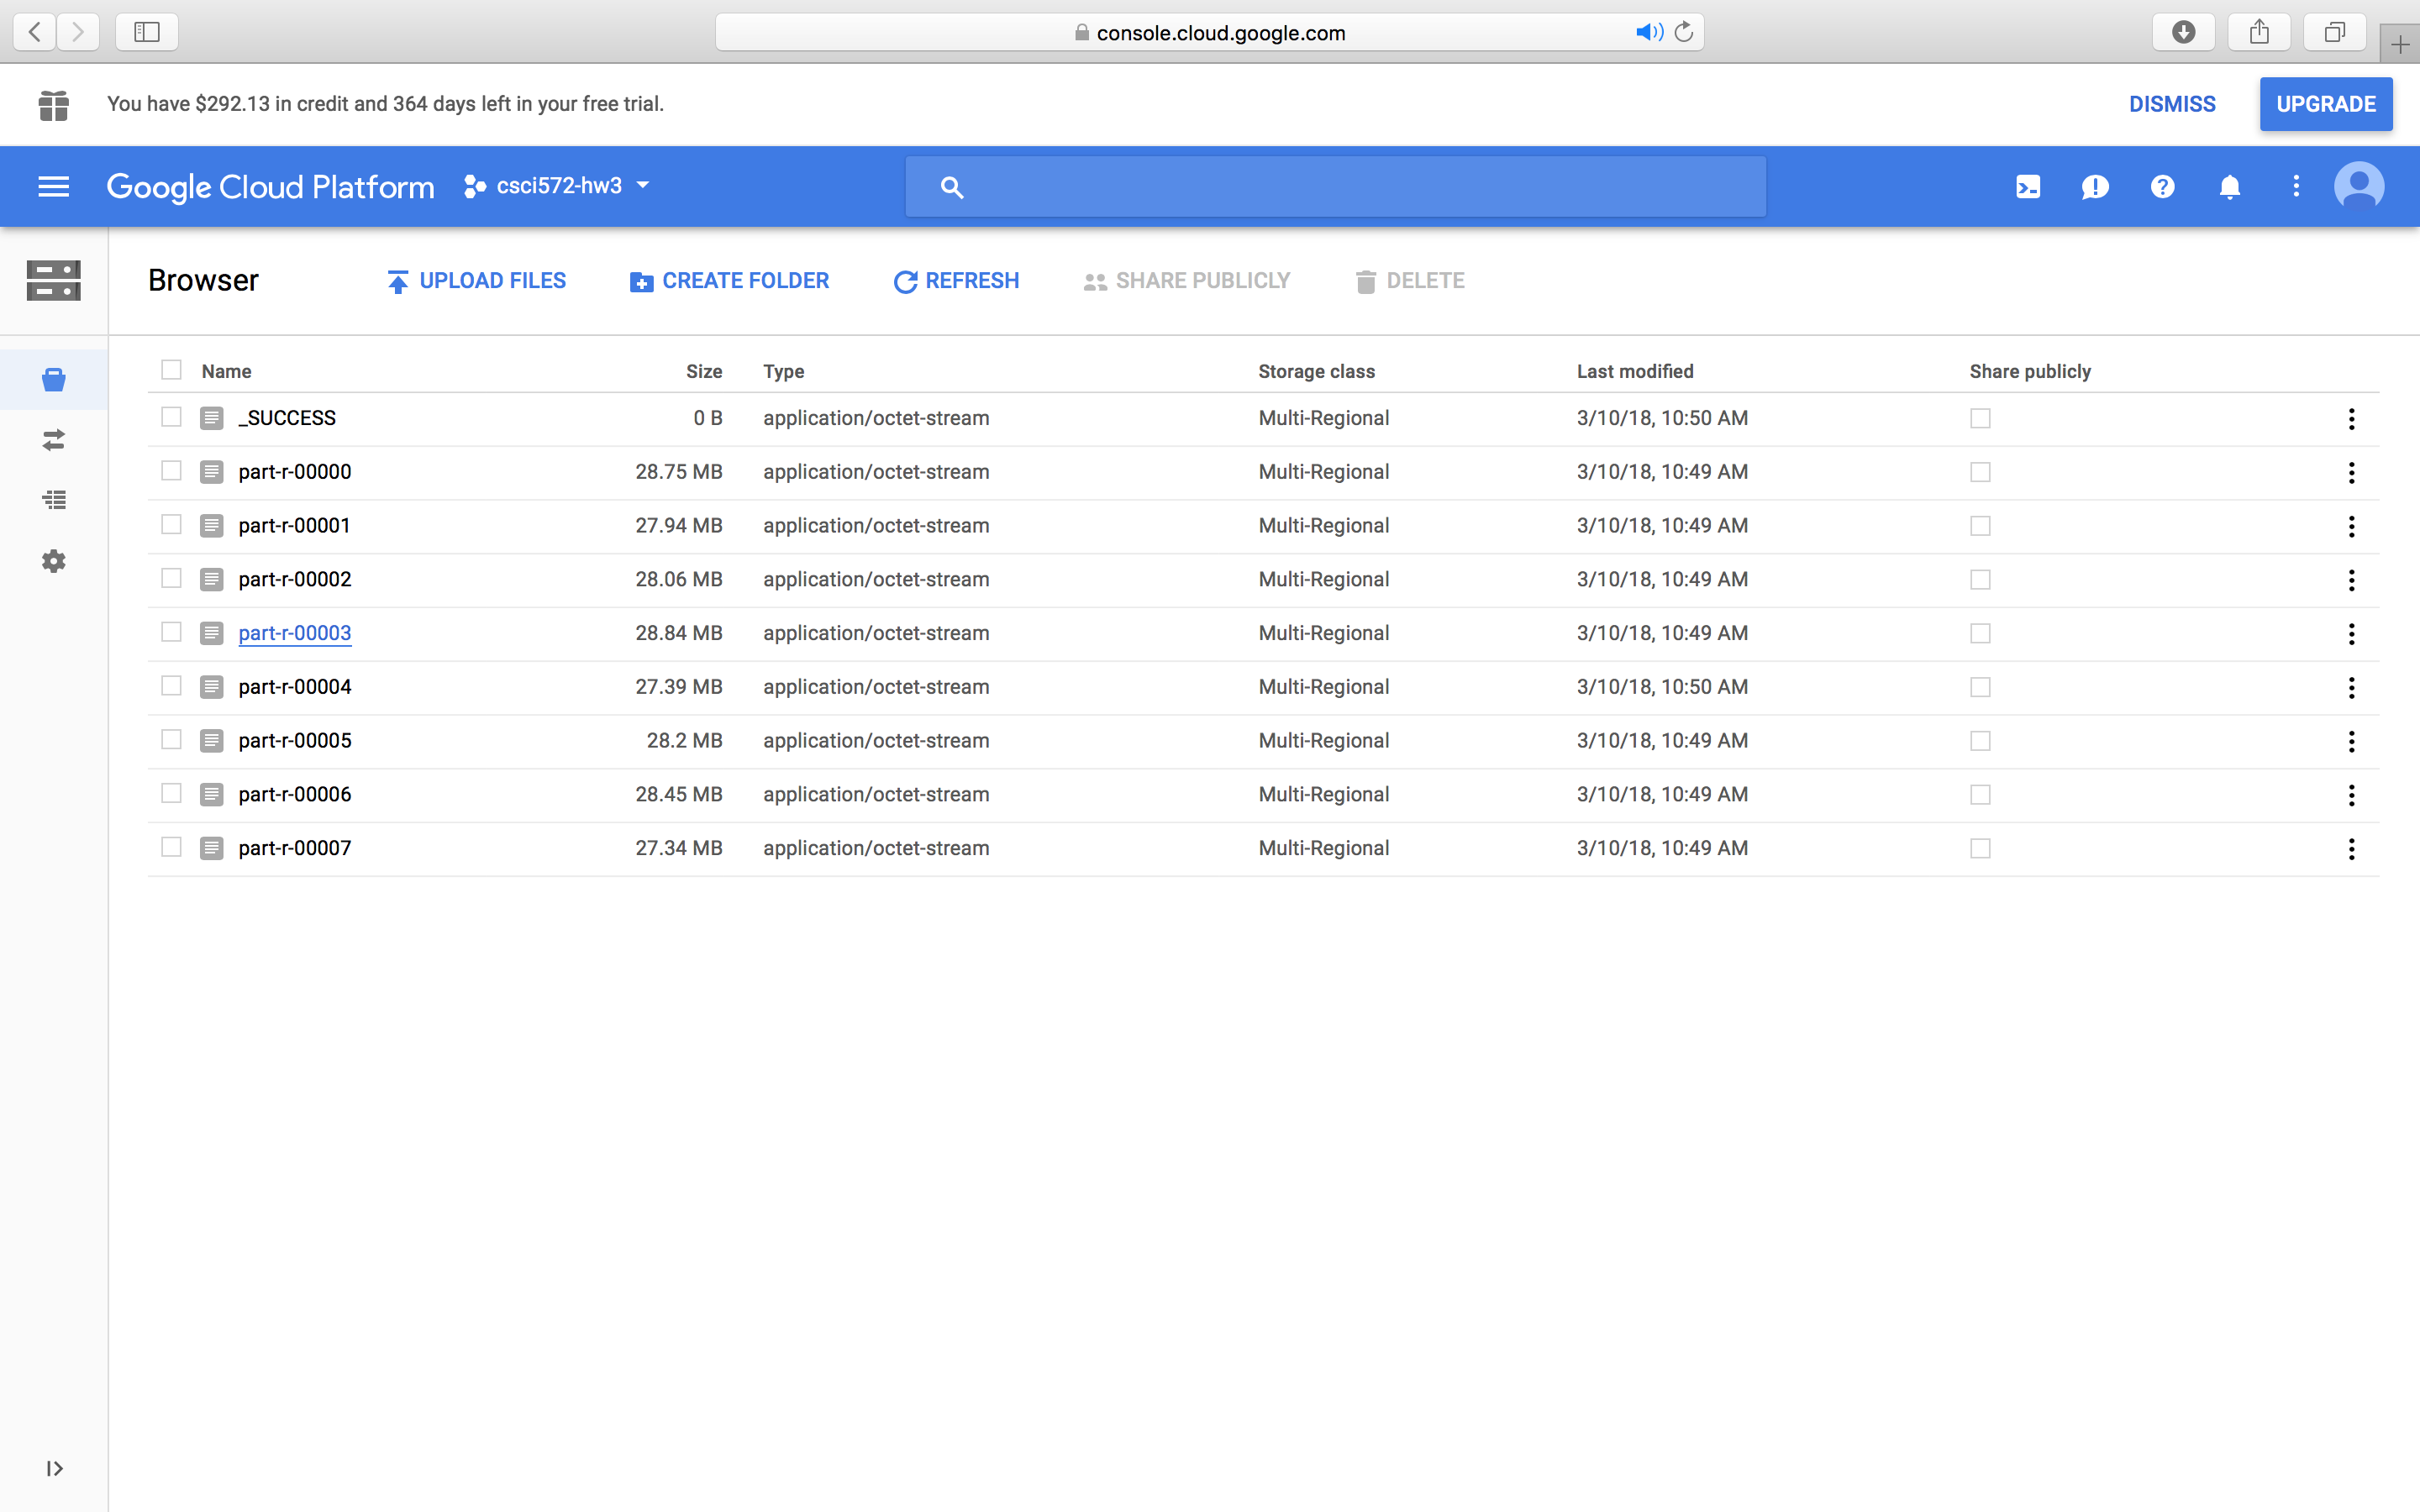 console.cloud.google.com
You have $292.13 in credit and 364 days left in your free trial.
DISMISS
UPGRADE
Google Cloud Platform
csci572-hw3
Browser
UPLOAD FILES
CREATE FOLDER
REFRESH
SHARE PUBLICLY
DELETE
Name Size Type Storage class Last modified Share publicly
_SUCCESS 0 B application/octet-stream Multi-Regional 3/10/18, 10:50 AM
part-r-00000 28.75 MB application/octet-stream Multi-Regional 3/10/18, 10:49 AM
part-r-00001 27.94 MB application/octet-stream Multi-Regional 3/10/18, 10:49 AM
part-r-00002 28.06 MB application/octet-stream Multi-Regional 3/10/18, 10:49 AM
part-r-00003 28.84 MB application/octet-stream Multi-Regional 3/10/18, 10:49 AM
part-r-00004 27.39 MB application/octet-stream Multi-Regional 3/10/18, 10:50 AM
part-r-00005 28.2 MB application/octet-stream Multi-Regional 3/10/18, 10:49 AM
part-r-00006 28.45 MB application/octet-stream Multi-Regional 3/10/18, 10:49 AM
part-r-00007 27.34 MB application/octet-stream Multi-Regional 3/10/18, 10:49 AM